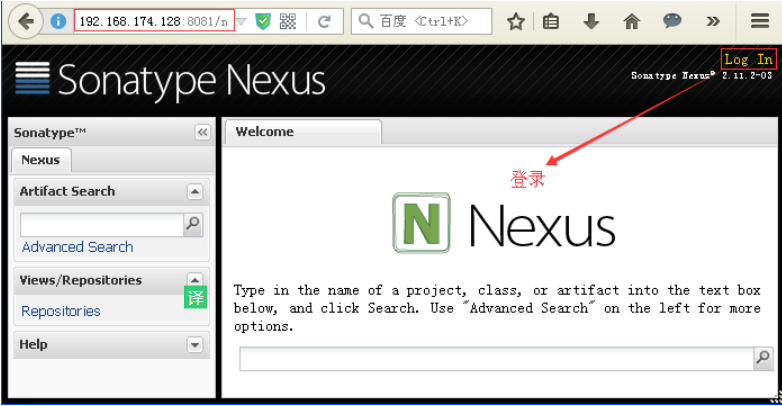 192.168.174.128:8081/n
百度 <Ctrl+K>
Sonatype Nexus
Log In
Sonatype Nexus® 2.11.2-03
Sonatype™
Welcome
Nexus
Artifact Search
登录
N Nexus
Advanced Search
Views/Repositories
译
Repositories
Help
Type in the name of a project, class, or artifact into the text box
below, and click Search. Use "Advanced Search" on the left for more
options.